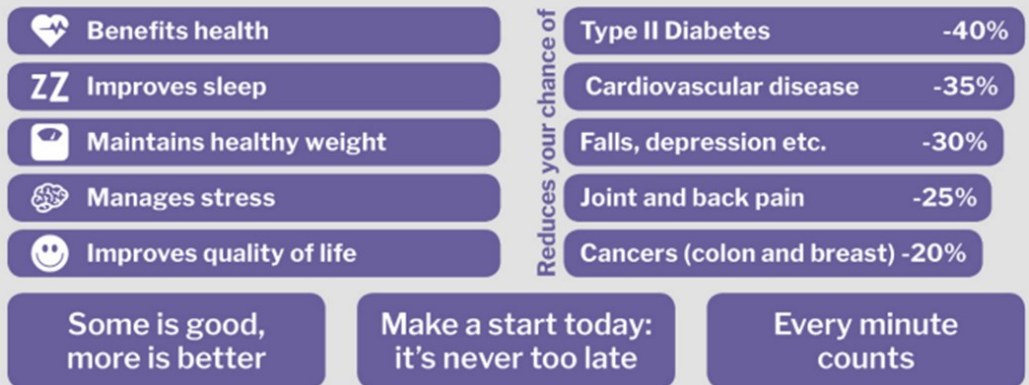 Benefits health
ZZ Improves sleep
Maintains healthy weight
Manages stress
Improves quality of life
Reduces your chance of
Type II Diabetes -40%
Cardiovascular disease -35%
Falls, depression etc. -30%
Joint and back pain -25%
Cancers (colon and breast) -20%
Some is good,
more is better
Make a start today:
it's never too late
Every minute
counts